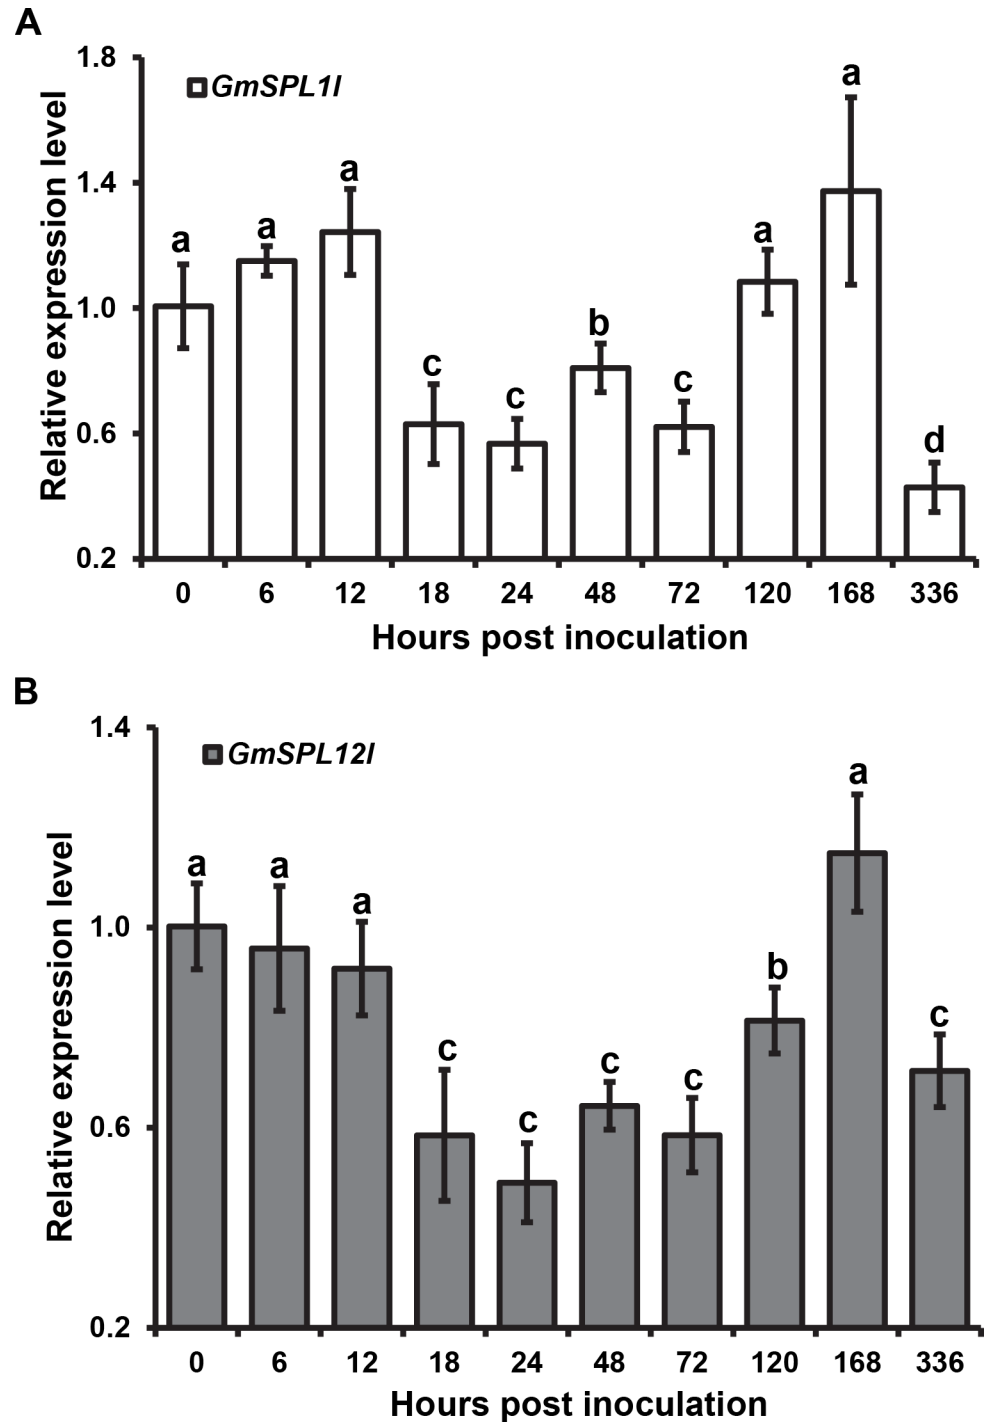 A
1.8
GmSPL1l
a
a
a
a
a
1.4
1.0
b
c
c
c
d
0.6
0.2
Relative expression level
0 6 12 18 24 48 72 120 168 336
Hours post inoculation
B
1.4
GmSPL12l
a
a
a
a
1.0
b
c
c
c
c
c
0.6
0.2
Relative expression level
0 6 12 18 24 48 72 120 168 336
Hours post inoculation